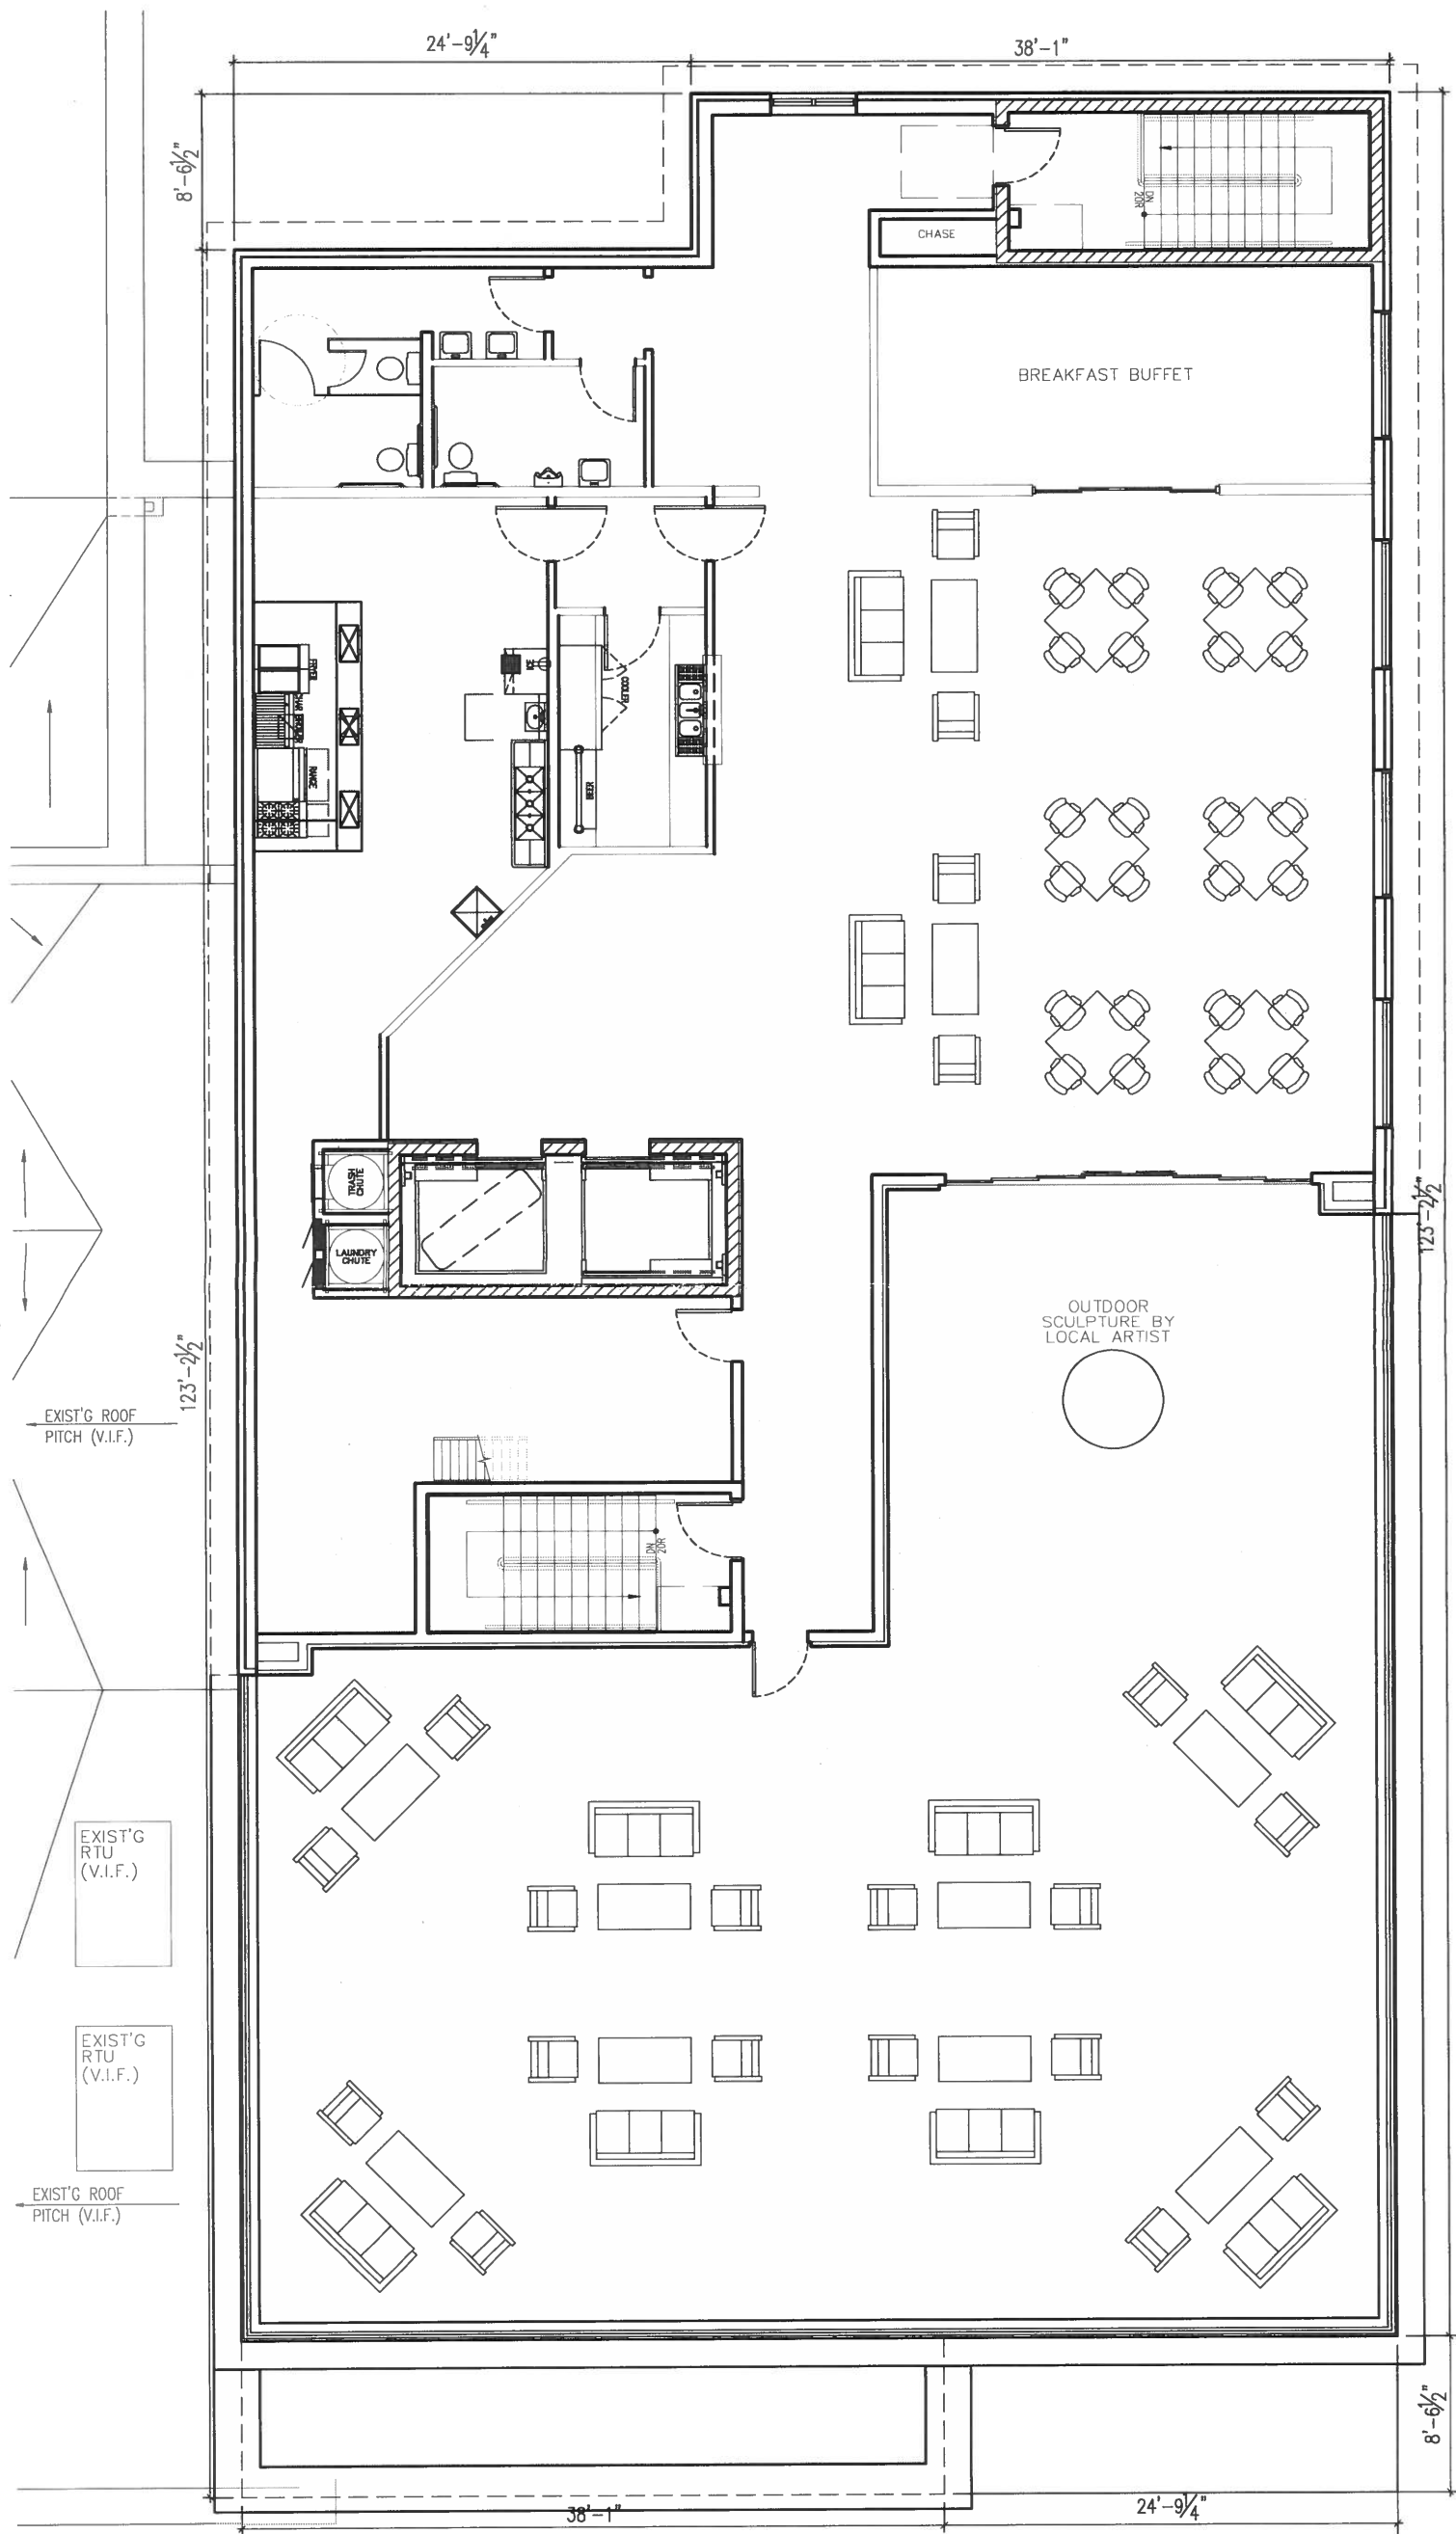 24'-9¼"
38'-1"
8'-6½"
CHASE
DN
20R
BREAKFAST BUFFET
FRYER
CHAR BROILER
RANGE
ICE
COOLER
BEER
TRASH
CHUTE
LAUNDRY
CHUTE
123'-2½"
OUTDOOR
SCULPTURE BY
LOCAL ARTIST
123'-2½"
EXIST'G ROOF
PITCH (V.I.F.)
DN
20R
EXIST'G
RTU
(V.I.F.)
EXIST'G
RTU
(V.I.F.)
EXIST'G ROOF
PITCH (V.I.F.)
8'-6½"
38'-1"
24'-9¼"